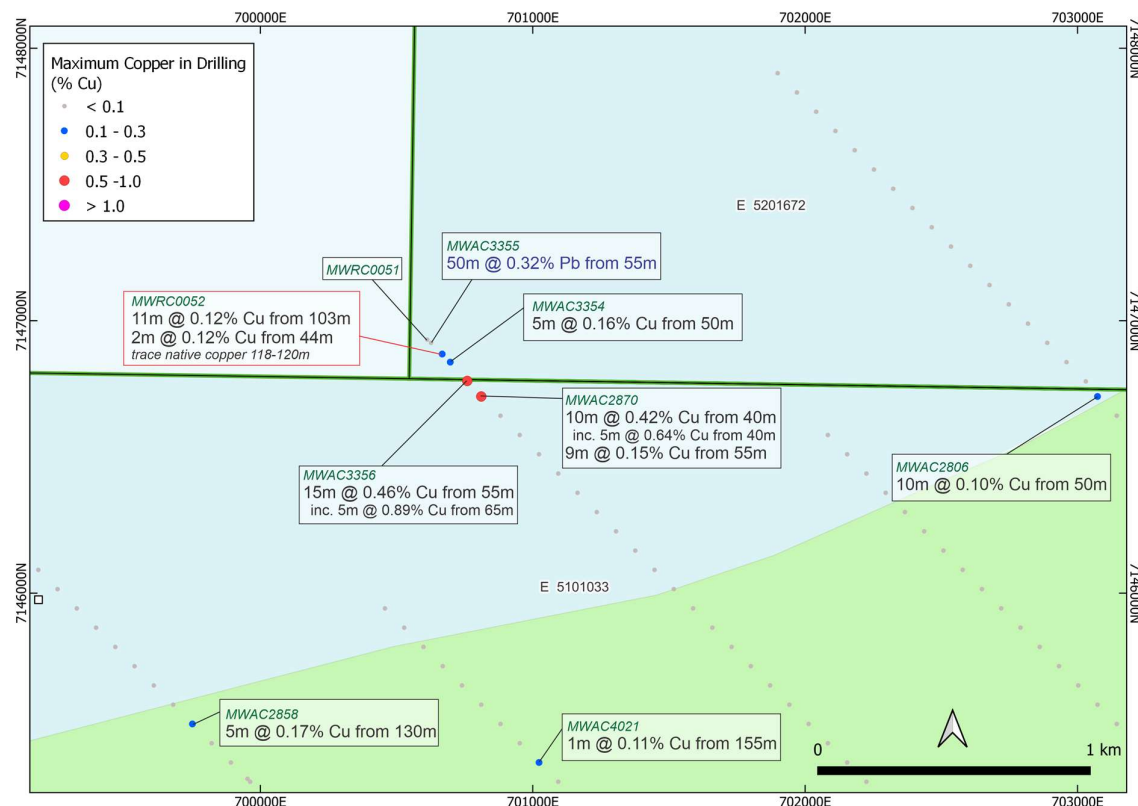 700000E
701000E
702000E
703000E
7148000N
7148000N
Maximum Copper in Drilling
(% Cu)
< 0.1
0.1 - 0.3
0.3 - 0.5
0.5 -1.0
> 1.0
E 5201672
MWAC3355
50m @ 0.32% Pb from 55m
MWRC0051
MWRC0052
11m @ 0.12% Cu from 103m
2m @ 0.12% Cu from 44m
trace native copper 118-120m
MWAC3354
5m @ 0.16% Cu from 50m
7147000N
7147000N
MWAC2870
10m @ 0.42% Cu from 40m
inc. 5m @ 0.64% Cu from 40m
9m @ 0.15% Cu from 55m
MWAC3356
15m @ 0.46% Cu from 55m
inc. 5m @ 0.89% Cu from 65m
MWAC2806
10m @ 0.10% Cu from 50m
E 5101033
7146000N
7146000N
MWAC2858
5m @ 0.17% Cu from 130m
MWAC4021
1m @ 0.11% Cu from 155m
0
1 km
700000E
701000E
702000E
703000E